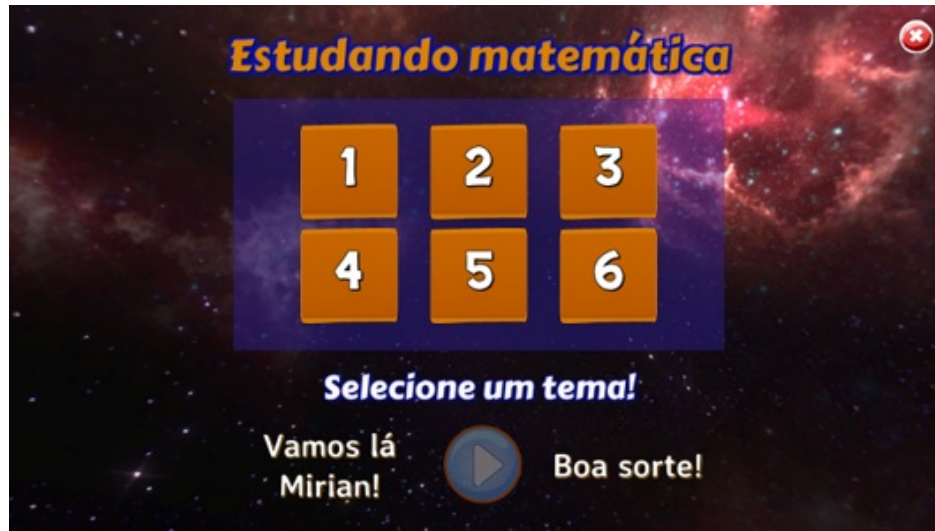 Estudando matemática
1 2 3
4 5 6
Selecione um tema!
Vamos lá
Mirian!
Boa sorte!